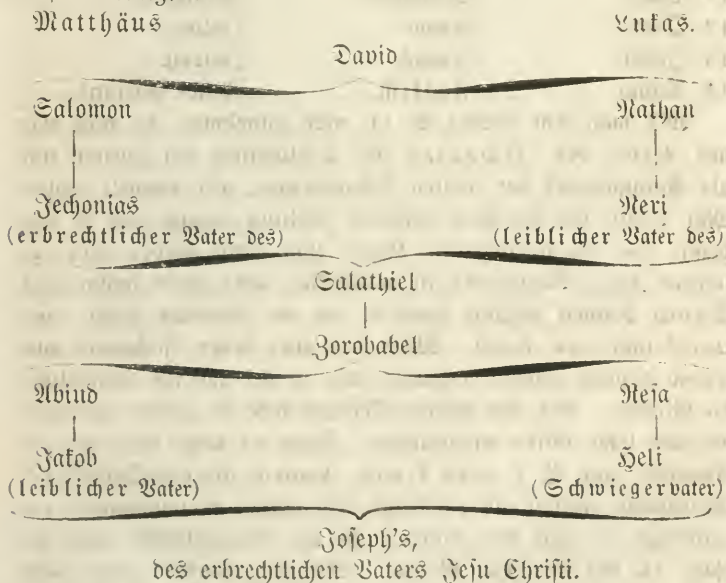 Matthäus Lukas.
David
Salomon Nathan
Jechonias Neri
(erbrechtlicher Vater des) (leiblicher Vater des)
Salathiel
Zorobabel
Abiud Resa
Jakob Heli
(leiblicher Vater) (Schwiegervater)
Joseph's,
des erbrechtlichen Vaters Jesu Christi.